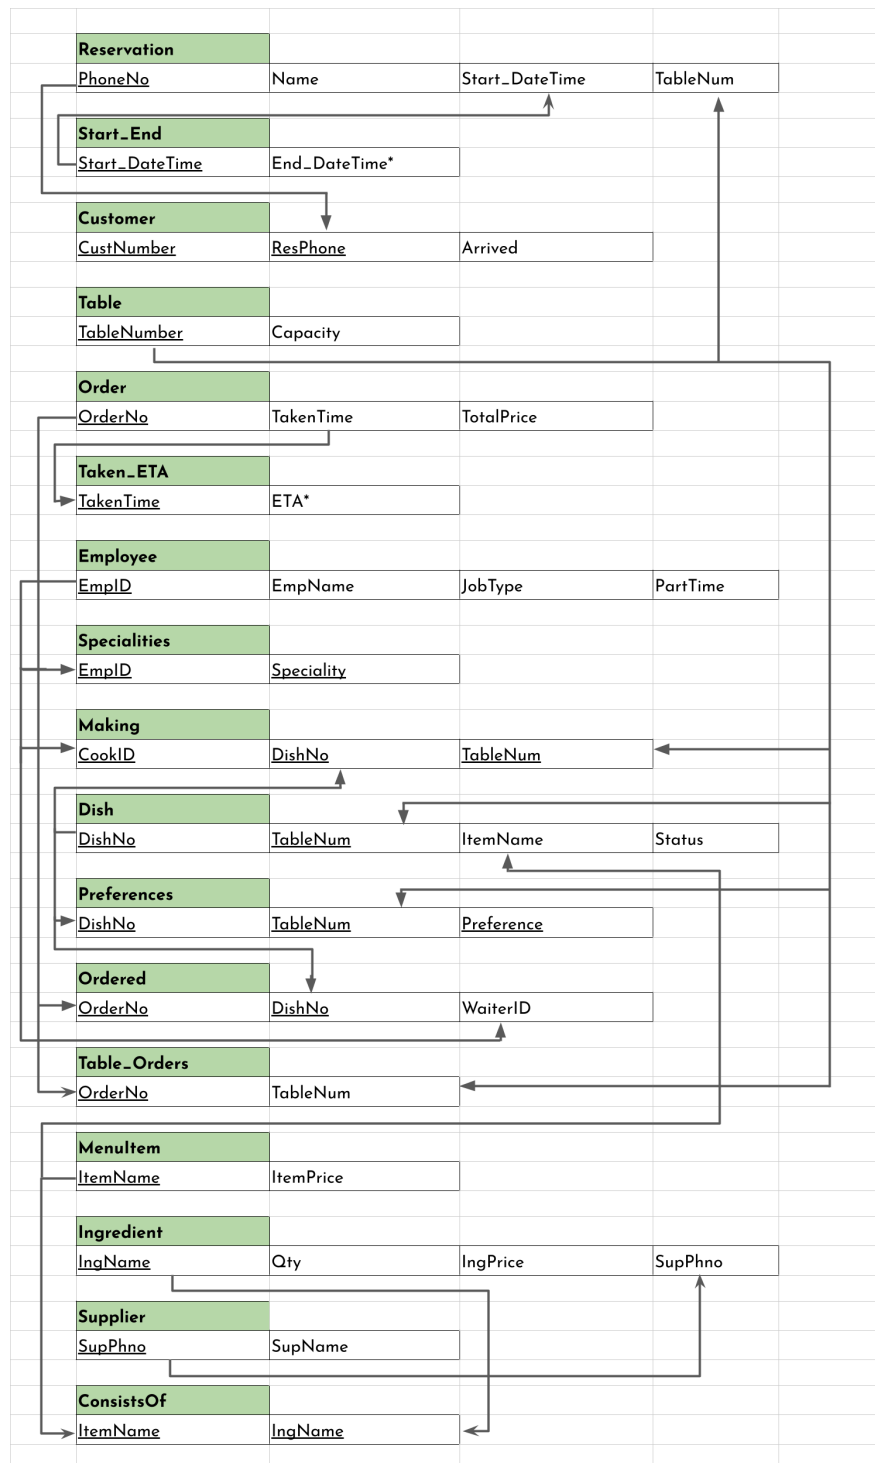 Reservation
PhoneNo Name Start_DateTime TableNum
Start_End
Start_DateTime End_DateTime*
Customer
CustNumber ResPhone Arrived
Table
TableNumber Capacity
Order
OrderNo TakenTime TotalPrice
Taken_ETA
TakenTime ETA*
Employee
EmpID EmpName JobType PartTime
Specialities
EmpID Speciality
Making
CookID DishNo TableNum
Dish
DishNo TableNum ItemName Status
Preferences
DishNo TableNum Preference
Ordered
OrderNo DishNo WaiterID
Table_Orders
OrderNo TableNum
MenuItem
ItemName ItemPrice
Ingredient
IngName Qty IngPrice SupPhno
Supplier
SupPhno SupName
ConsistsOf
ItemName IngName